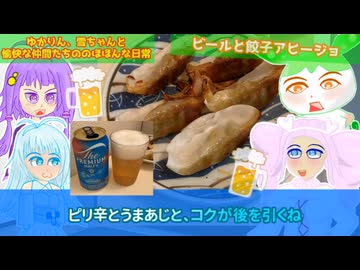 ゆかりん、雪ちゃんと
愉快な仲間たちののほほんな日常
ビールと餃子アヒージョ
The
PREMIUM
MALT'S
ピリ辛とうまあじと、コクが後を引くね